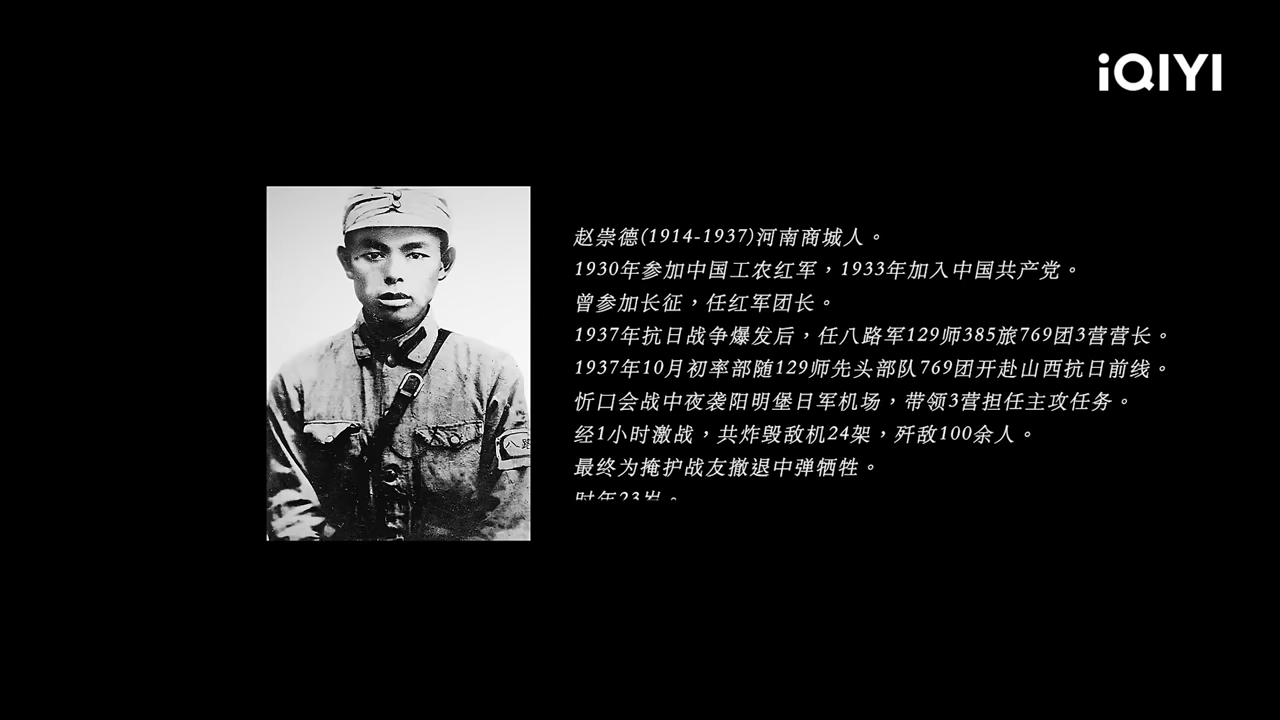 iQIYI
赵崇德(1914-1937)河南商城人。
1930年参加中国工农红军，1933年加入中国共产党。
曾参加长征，任红军团长。
1937年抗日战争爆发后，任八路军129师385旅769团3营营长。
1937年10月初率部随129师先头部队769团开赴山西抗日前线。
忻口会战中夜袭阳明堡日军机场，带领3营担任主攻任务。
经1小时激战，共炸毁敌机24架，歼敌100余人。
最终为掩护战友撤退中弹牺牲。
时年23岁。
八路